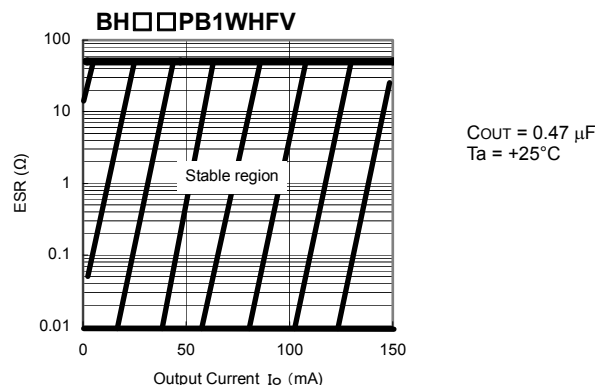 BH□□PB1WHFV
100
10
1
0.1
0.01
ESR (Ω)
Stable region
0
50
100
150
Output Current Io (mA)
COUT = 0.47 μF
Ta = +25°C